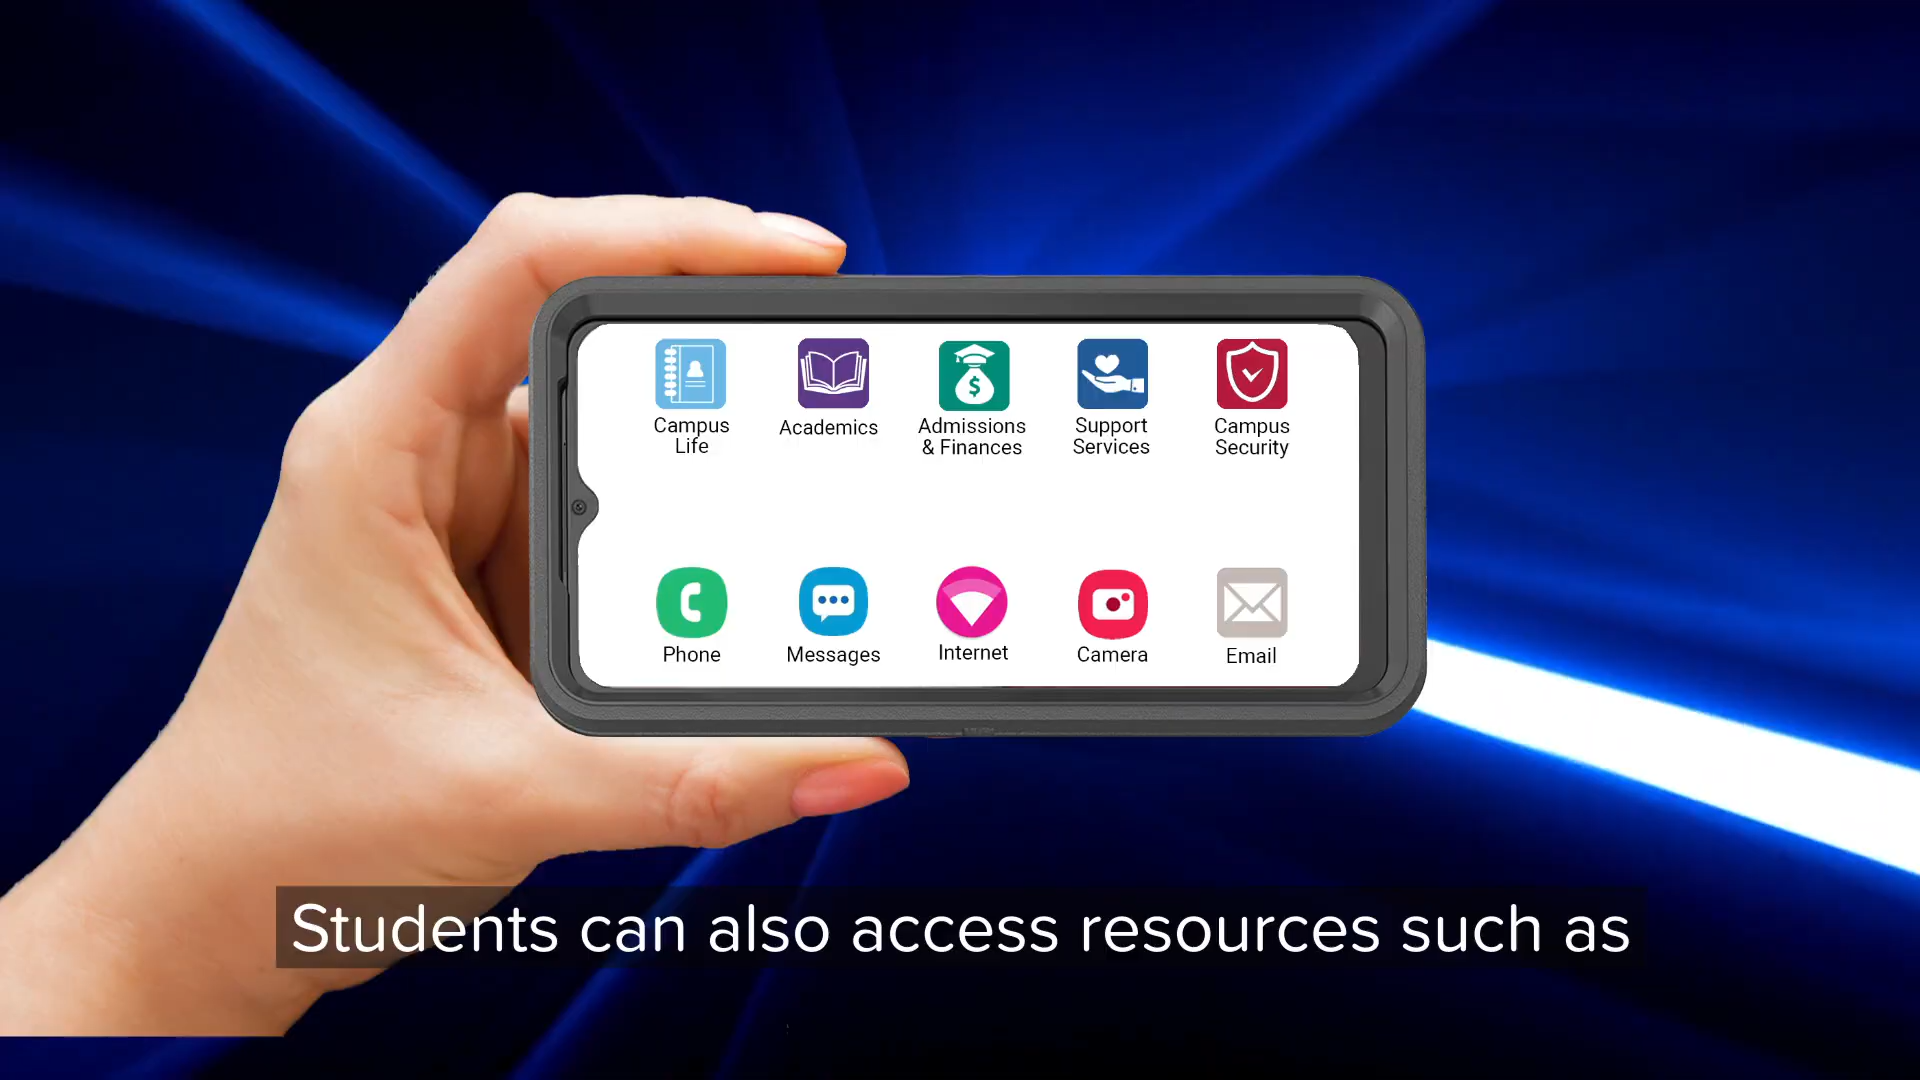 Campus
Life
Academics
Admissions
& Finances
Support
Services
Campus
Security
Phone
Messages
Internet
Camera
Email
Students can also access resources such as